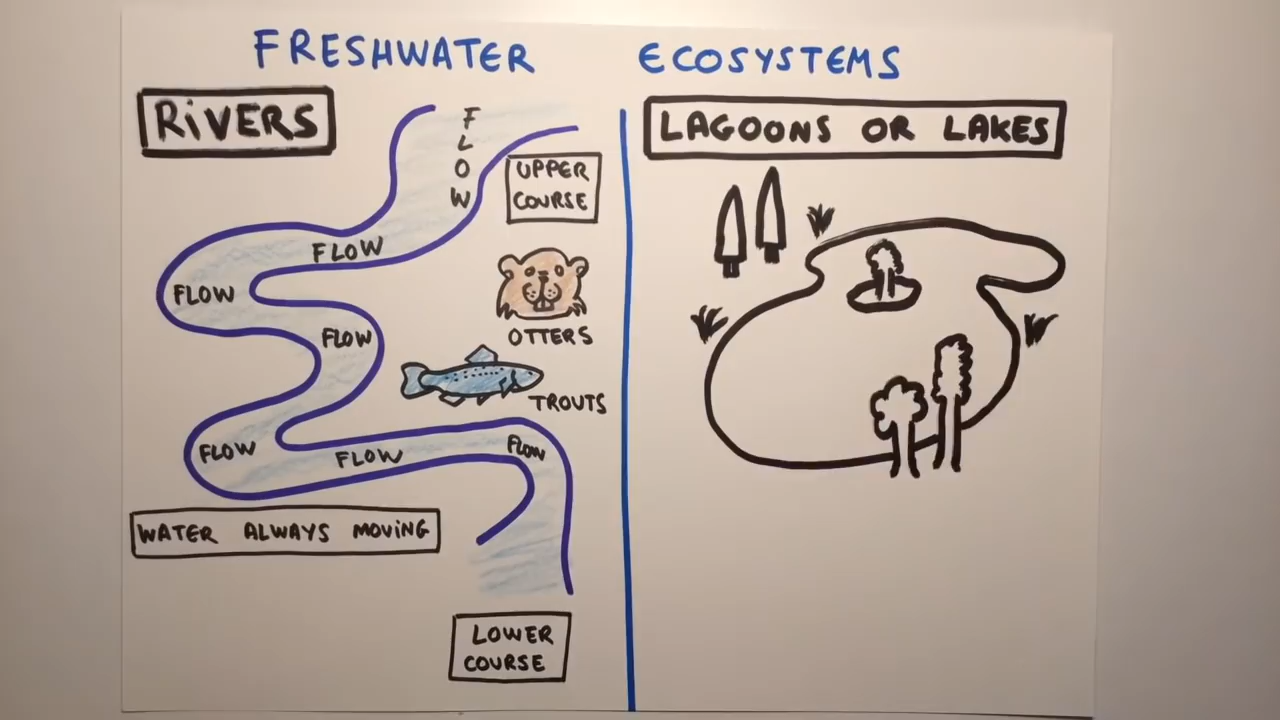 FRESHWATER ECOSYSTEMS
RiVERS
FLOW
UPPER
COURSE
FLOW
FLOW
FLOW
OTTERS
TROUTS
FLOW
FLOW
FLOW
WATER ALWAYS MOViNG
LOWER
COURSE
LAGOONS OR LAKES